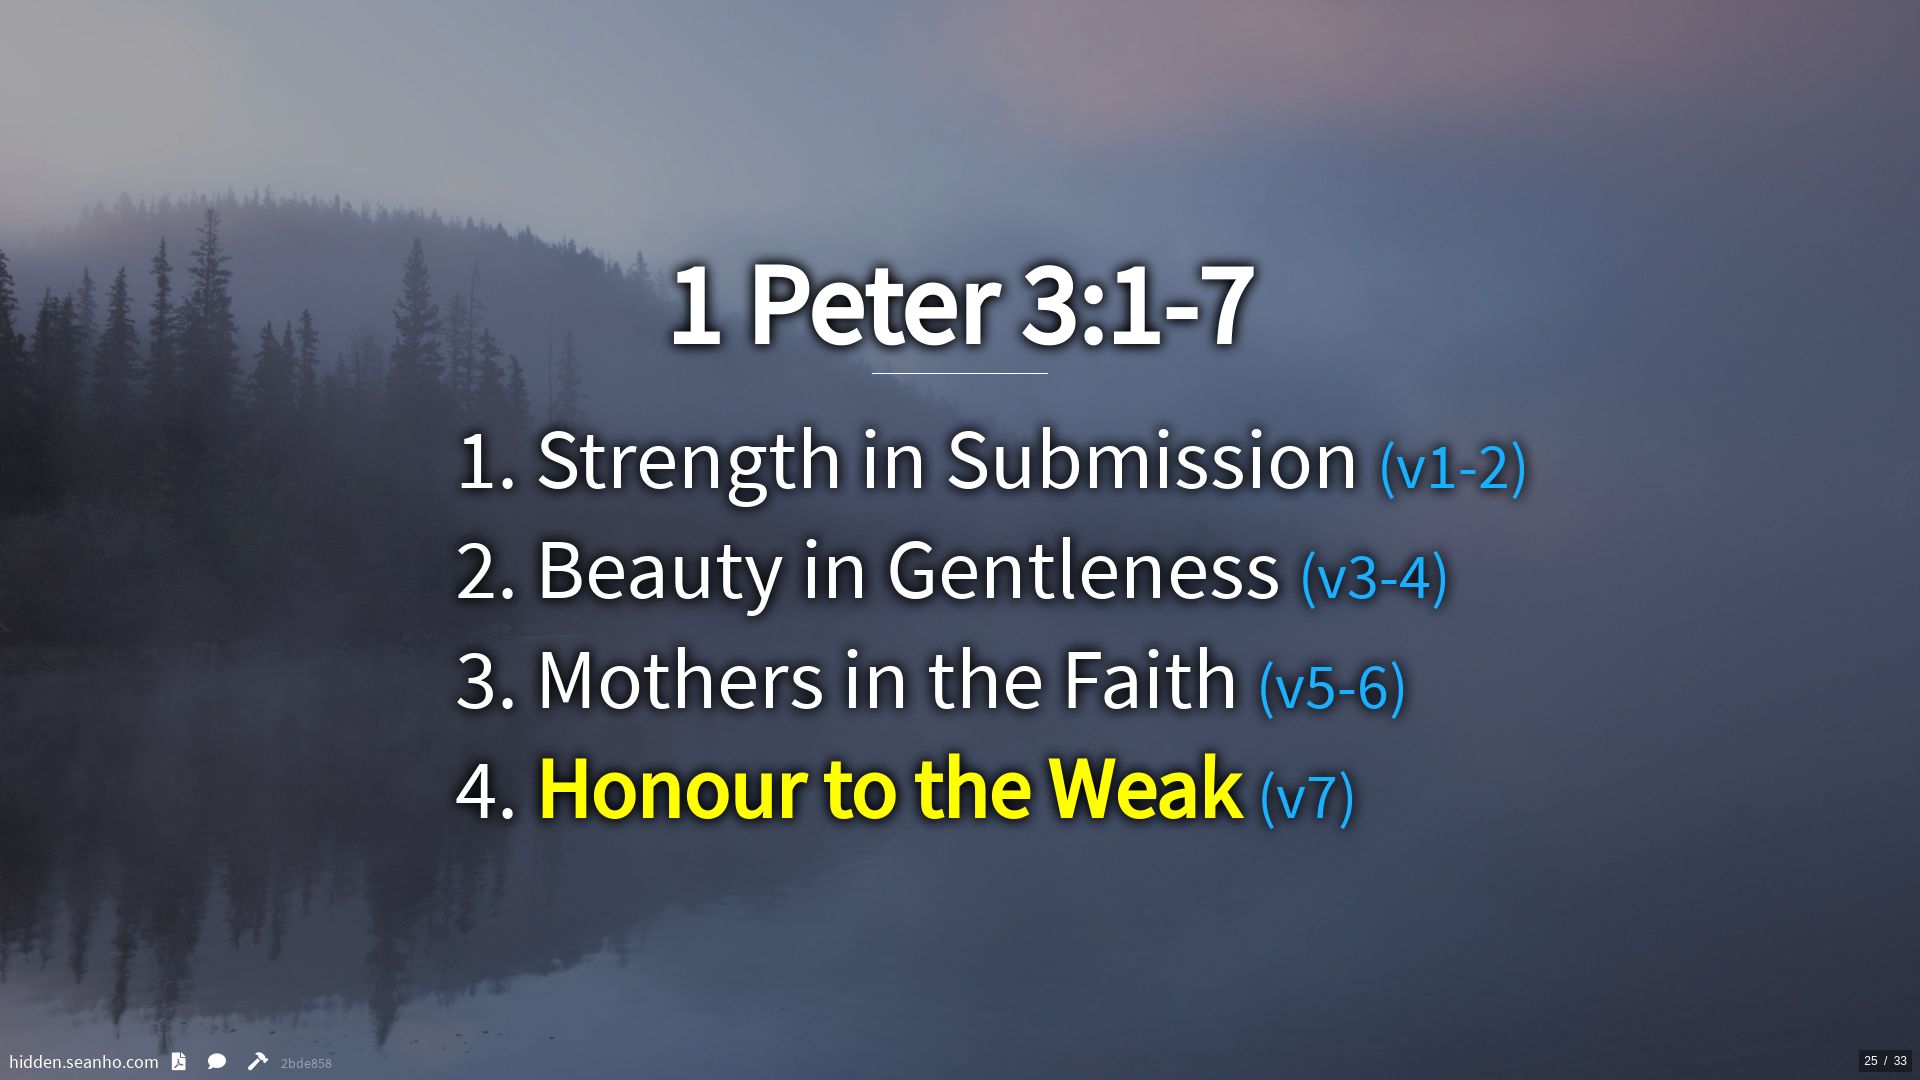 1 Peter 3:1-7
1. Strength in Submission (v1-2)
2. Beauty in Gentleness (v3-4)
3. Mothers in the Faith (v5-6)
4. Honour to the Weak (v7)
hidden.seanho.com 2bde858
25 / 33